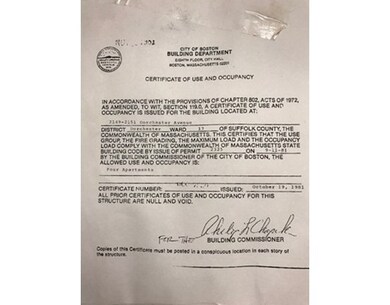 CITY OF BOSTON
BUILDING DEPARTMENT
EIGHTH FLOOR, CITY HALL
BOSTON, MASSACHUSETTS 02201
CERTIFICATE OF USE AND OCCUPANCY
IN ACCORDANCE WITH THE PROVISIONS OF CHAPTER 802, ACTS OF 1972,
AS AMENDED, TO WIT, SECTION 119.0, A CERTIFICATE OF USE AND
OCCUPANCY IS ISSUED FOR THE BUILDING LOCATED AT:
Dorchester Avenue
DISTRICT Dorchester WARD 17 OF SUFFOLK COUNTY, THE
COMMONWEALTH OF MASSACHUSETTS. THIS CERTIFIES THAT THE USE
GROUP, THE FIRE GRADING, THE MAXIMUM LOAD AND THE OCCUPANCY
LOAD COMPLY WITH THE COMMONWEALTH OF MASSACHUSETTS STATE
BUILDING CODE BY ISSUE OF PERMIT ON 9-11-81
BY THE BUILDING COMMISSIONER OF THE CITY OF BOSTON, THE
ALLOWED USE AND OCCUPANCY IS:
Four Apartments
CERTIFICATE NUMBER: ISSUED: October 19, 1981
ALL PRIOR CERTIFICATES OF USE AND OCCUPANCY FOR THIS
STRUCTURE ARE NULL AND VOID.
BUILDING COMMISSIONER
Copies of this Certificate must be posted in a conspicuous location in each story of
the structure.